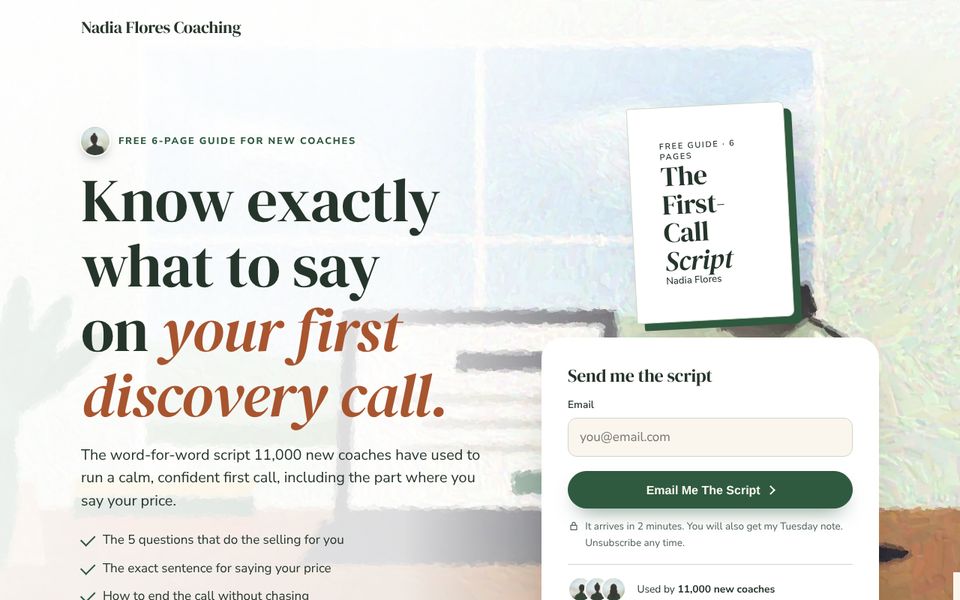 Nadia Flores Coaching
FREE 6-PAGE GUIDE FOR NEW COACHES
Know exactly
what to say
on your first
discovery call.
The word-for-word script 11,000 new coaches have used to
run a calm, confident first call, including the part where you
say your price.
The 5 questions that do the selling for you
The exact sentence for saying your price
How to end the call without chasing
FREE GUIDE · 6
PAGES
The
First-
Call
Script
Nadia Flores
Send me the script
Email
you@email.com
Email Me The Script
It arrives in 2 minutes. You will also get my Tuesday note.
Unsubscribe any time.
Used by 11,000 new coaches